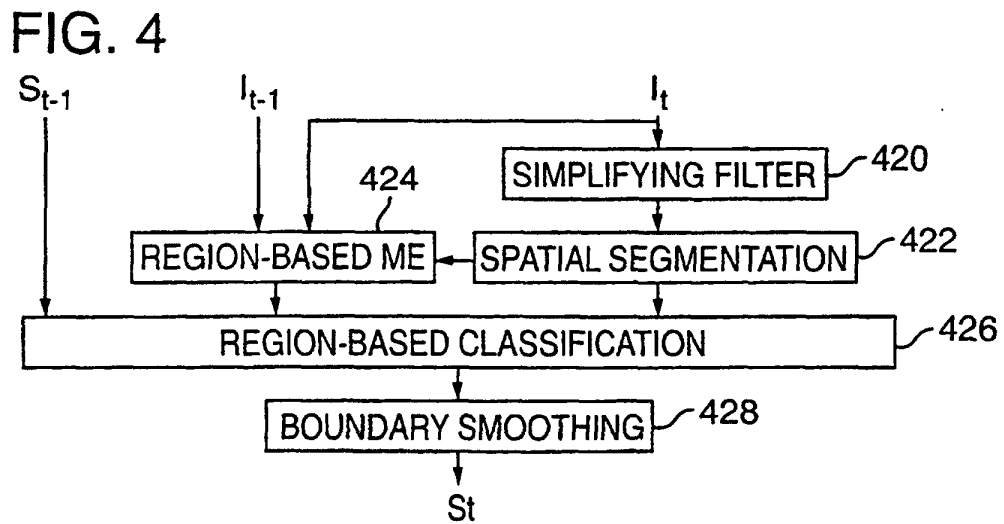 FIG. 4
S_{t-1} I_{t-1} I_t
SIMPLIFYING FILTER 420
424
REGION-BASED ME SPATIAL SEGMENTATION 422
REGION-BASED CLASSIFICATION 426
BOUNDARY SMOOTHING 428
St